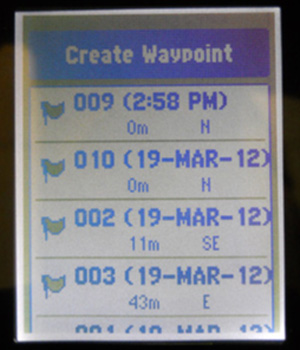 Create Waypoint
009 (2:58 PM)
0m N
010 (19-MAR-12)
0m N
002 (19-MAR-12)
11m SE
003 (19-MAR-12)
43m E